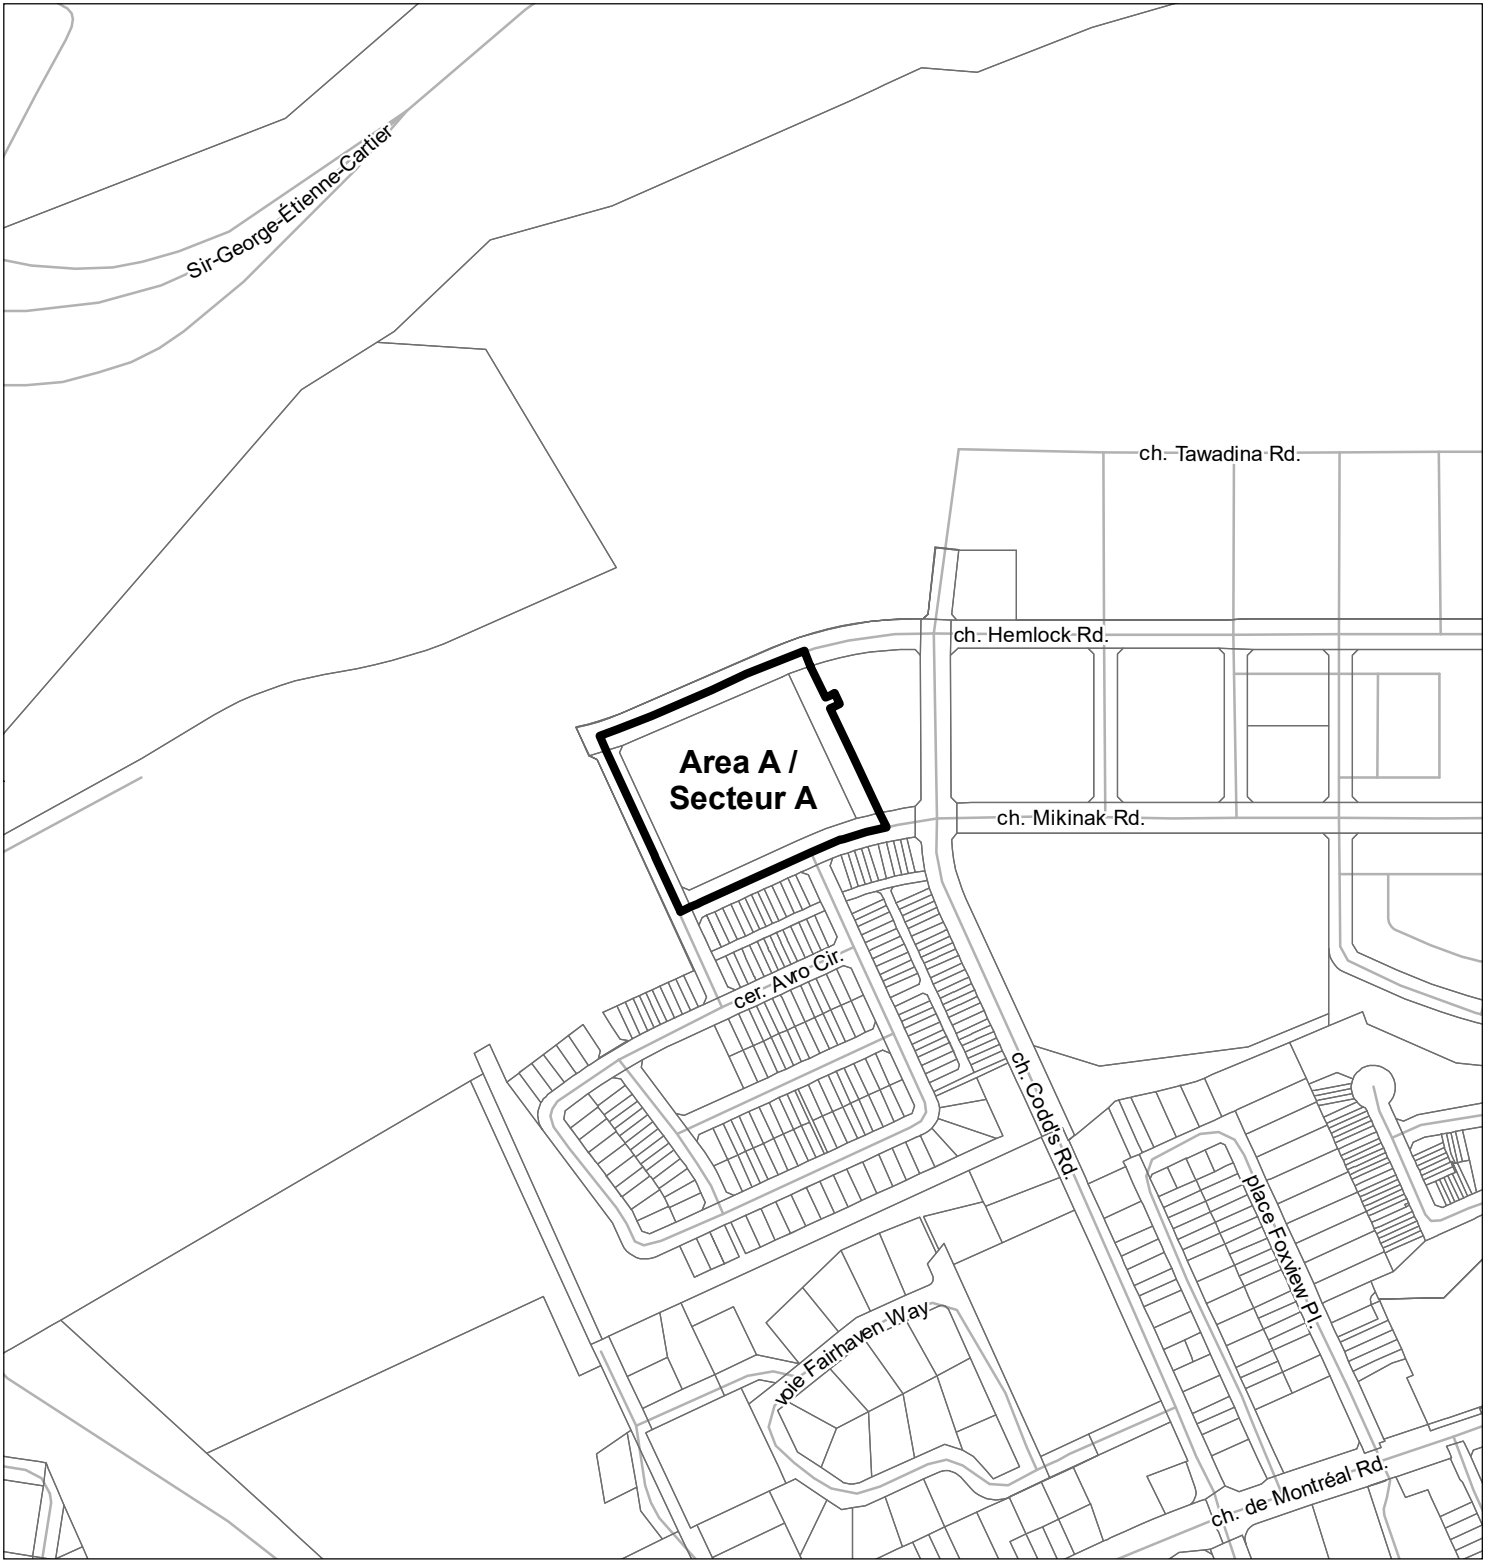 Sir-George-Étienne-Cartier
ch. Tawadina Rd.
ch. Hemlock Rd.
Area A /
Secteur A
ch. Mikinak Rd.
cer. Avro Cir.
ch. Codd's Rd.
place Foxview Pl.
voie Fairhaven Way
ch. de Montréal Rd.